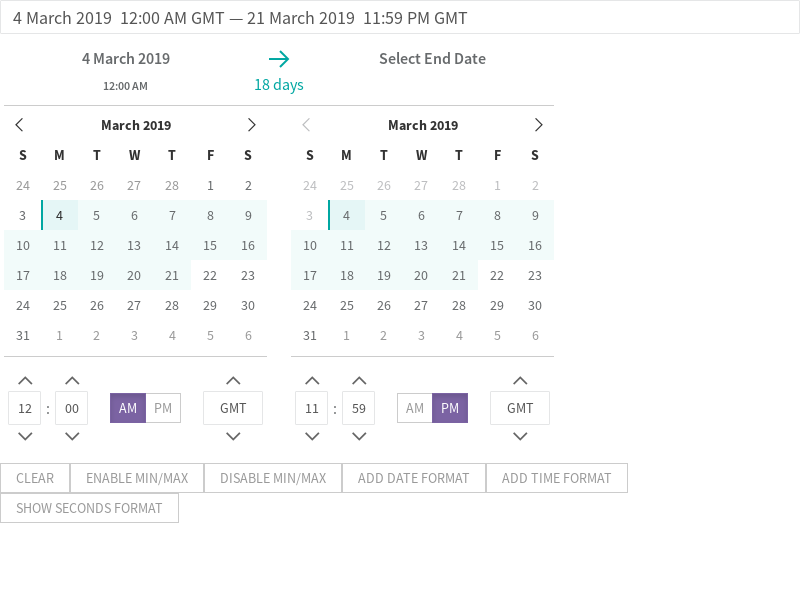 4 March 2019  12:00 AM GMT — 21 March 2019  11:59 PM GMT
4 March 2019 Select End Date
12:00 AM 18 days
March 2019 March 2019
S M T W T F S S M T W T F S
24 25 26 27 28 1 2 24 25 26 27 28 1 2
3 4 5 6 7 8 9 3 4 5 6 7 8 9
10 11 12 13 14 15 16 10 11 12 13 14 15 16
17 18 19 20 21 22 23 17 18 19 20 21 22 23
24 25 26 27 28 29 30 24 25 26 27 28 29 30
31 1 2 3 4 5 6 31 1 2 3 4 5 6
12 : 00 AM PM GMT 11 : 59 AM PM GMT
CLEAR ENABLE MIN/MAX DISABLE MIN/MAX ADD DATE FORMAT ADD TIME FORMAT
SHOW SECONDS FORMAT